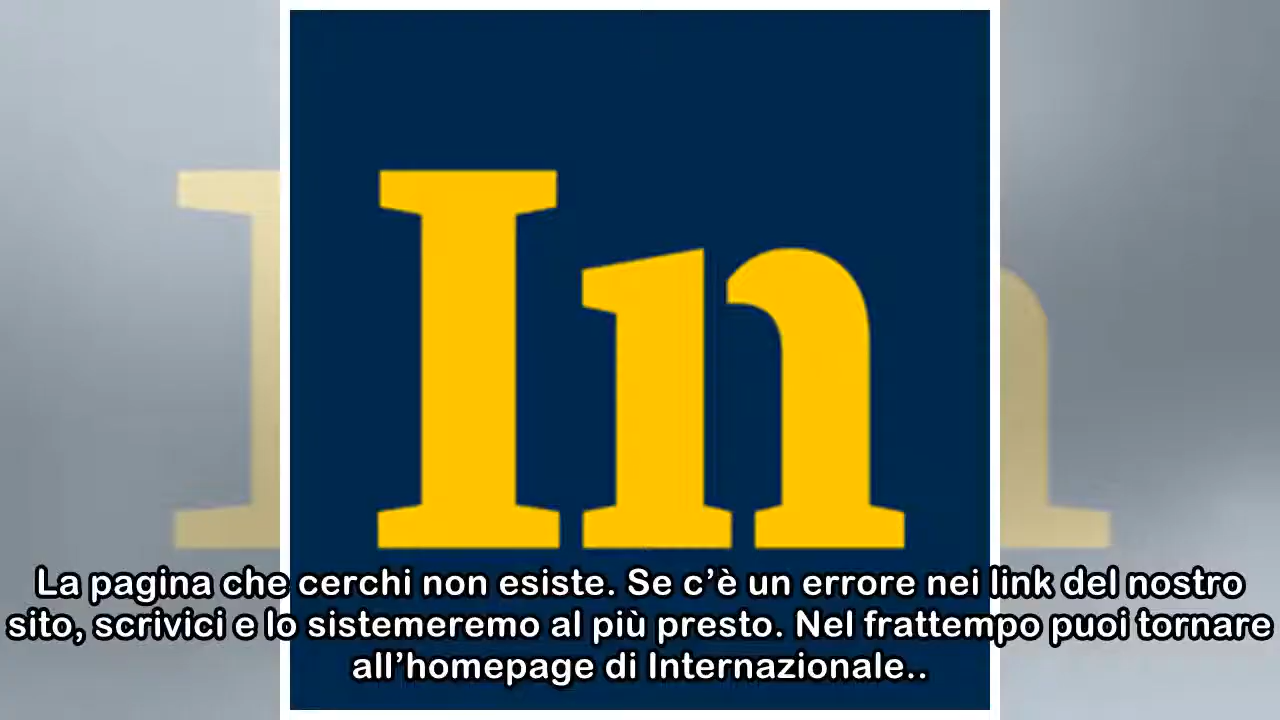 In
La pagina che cerchi non esiste. Se c’è un errore nei link del nostro
sito, scrivici e lo sistemeremo al più presto. Nel frattempo puoi tornare
all’homepage di Internazionale..